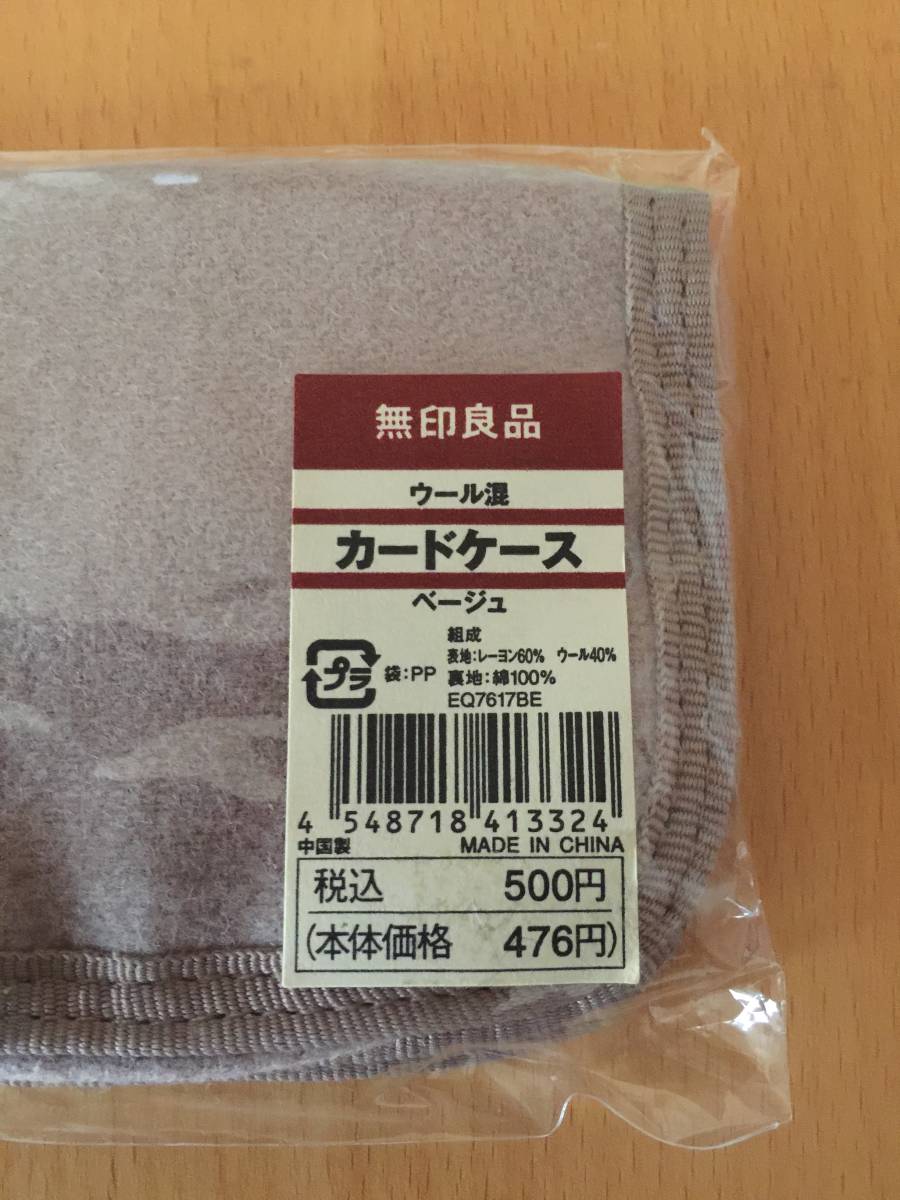 無印良品
ウール混
カードケース
ベージュ
組成
表地:レーヨン60% ウール40%
プラ 袋:PP 裏地:綿100%
EQ7617BE
4 548718 413324
中国製 MADE IN CHINA
税込 500円
(本体価格 476円)